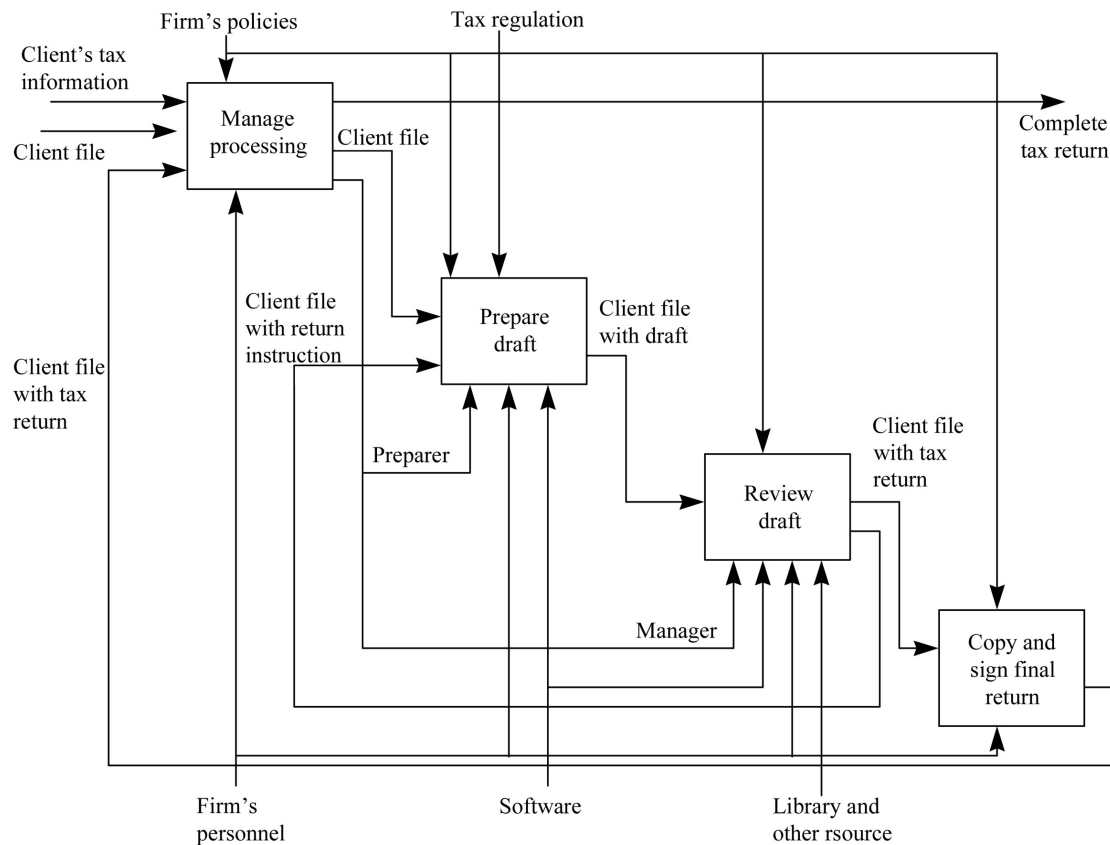 Firm's policies
Tax regulation
Client's tax
information
Client file
Manage
processing
Client file
Complete
tax return
Client file
with return
instruction
Prepare
draft
Client file
with draft
Client file
with tax
return
Preparer
Client file
with tax
return
Review
draft
Manager
Copy and
sign final
return
Firm's
personnel
Software
Library and
other rsource